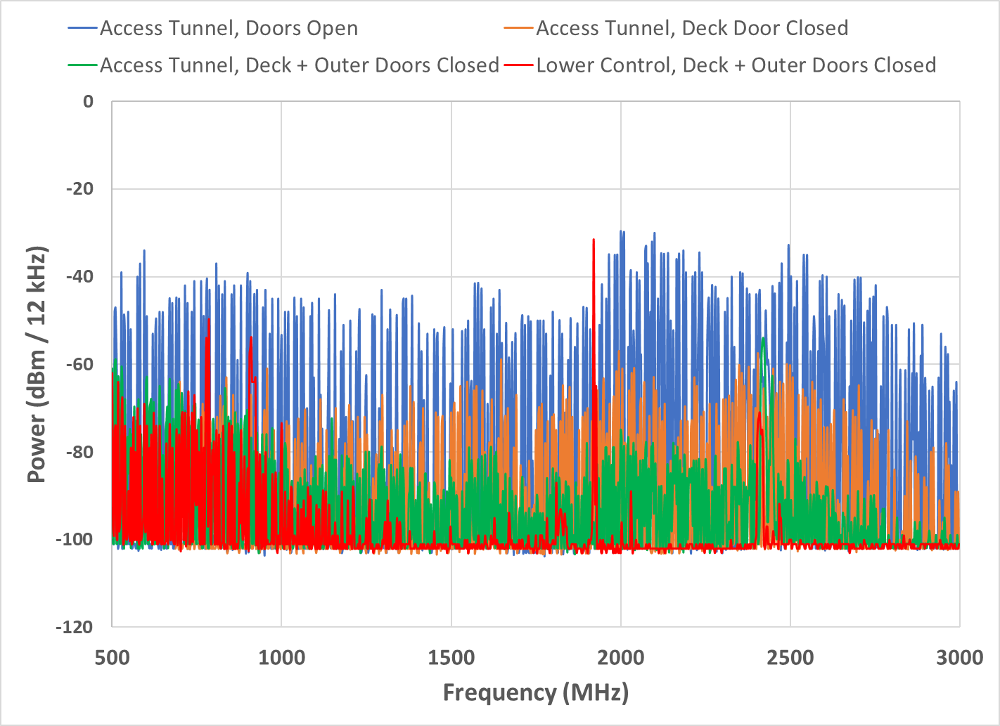 Access Tunnel, Doors Open
Access Tunnel, Deck Door Closed
Access Tunnel, Deck + Outer Doors Closed
Lower Control, Deck + Outer Doors Closed
Power (dBm / 12 kHz)
0
-20
-40
-60
-80
-100
-120
500
1000
1500
2000
2500
3000
Frequency (MHz)